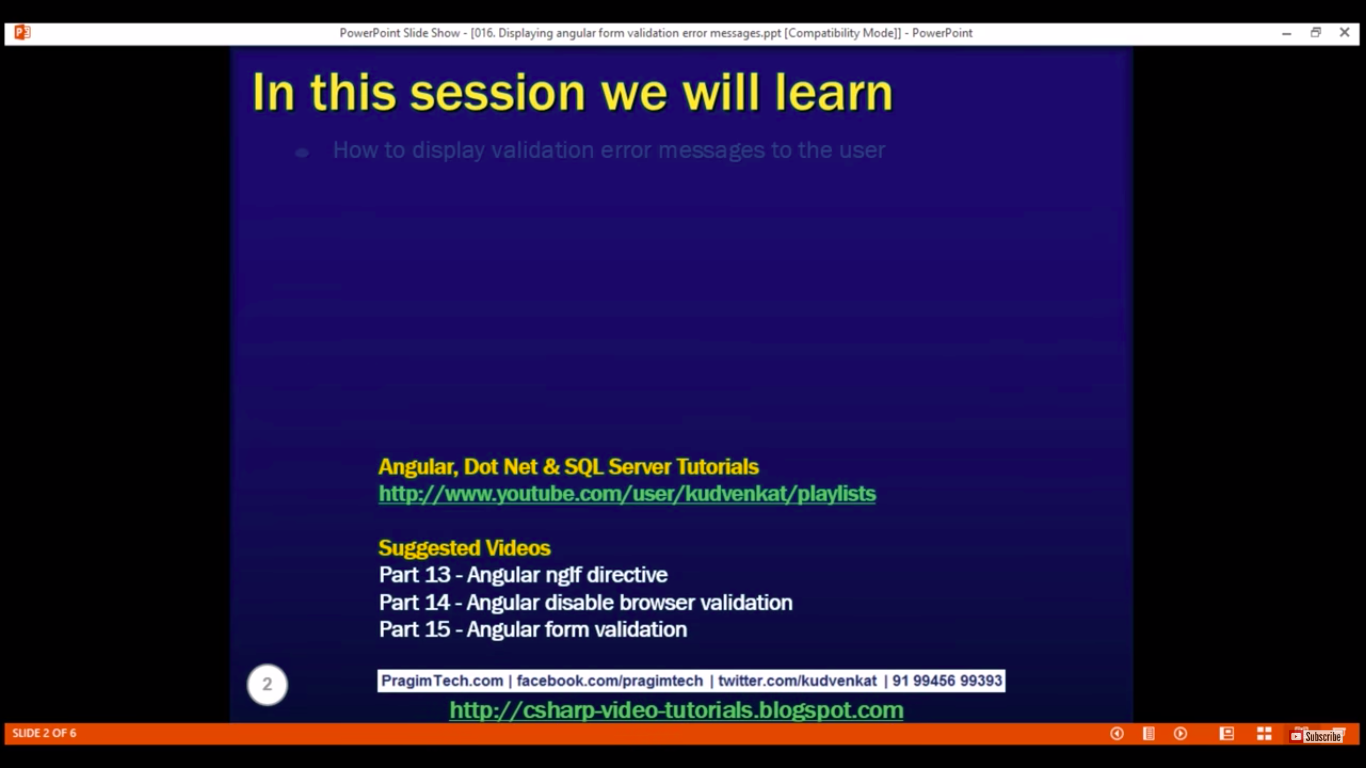 PowerPoint Slide Show - [016. Displaying angular form validation error messages.ppt [Compatibility Mode]] - PowerPoint
In this session we will learn
How to display validation error messages to the user
Angular, Dot Net & SQL Server Tutorials
http://www.youtube.com/user/kudvenkat/playlists
Suggested Videos
Part 13 - Angular ngIf directive
Part 14 - Angular disable browser validation
Part 15 - Angular form validation
2
PragimTech.com | facebook.com/pragimtech | twitter.com/kudvenkat | 91 99456 99393
http://csharp-video-tutorials.blogspot.com
SLIDE 2 OF 6
Subscribe